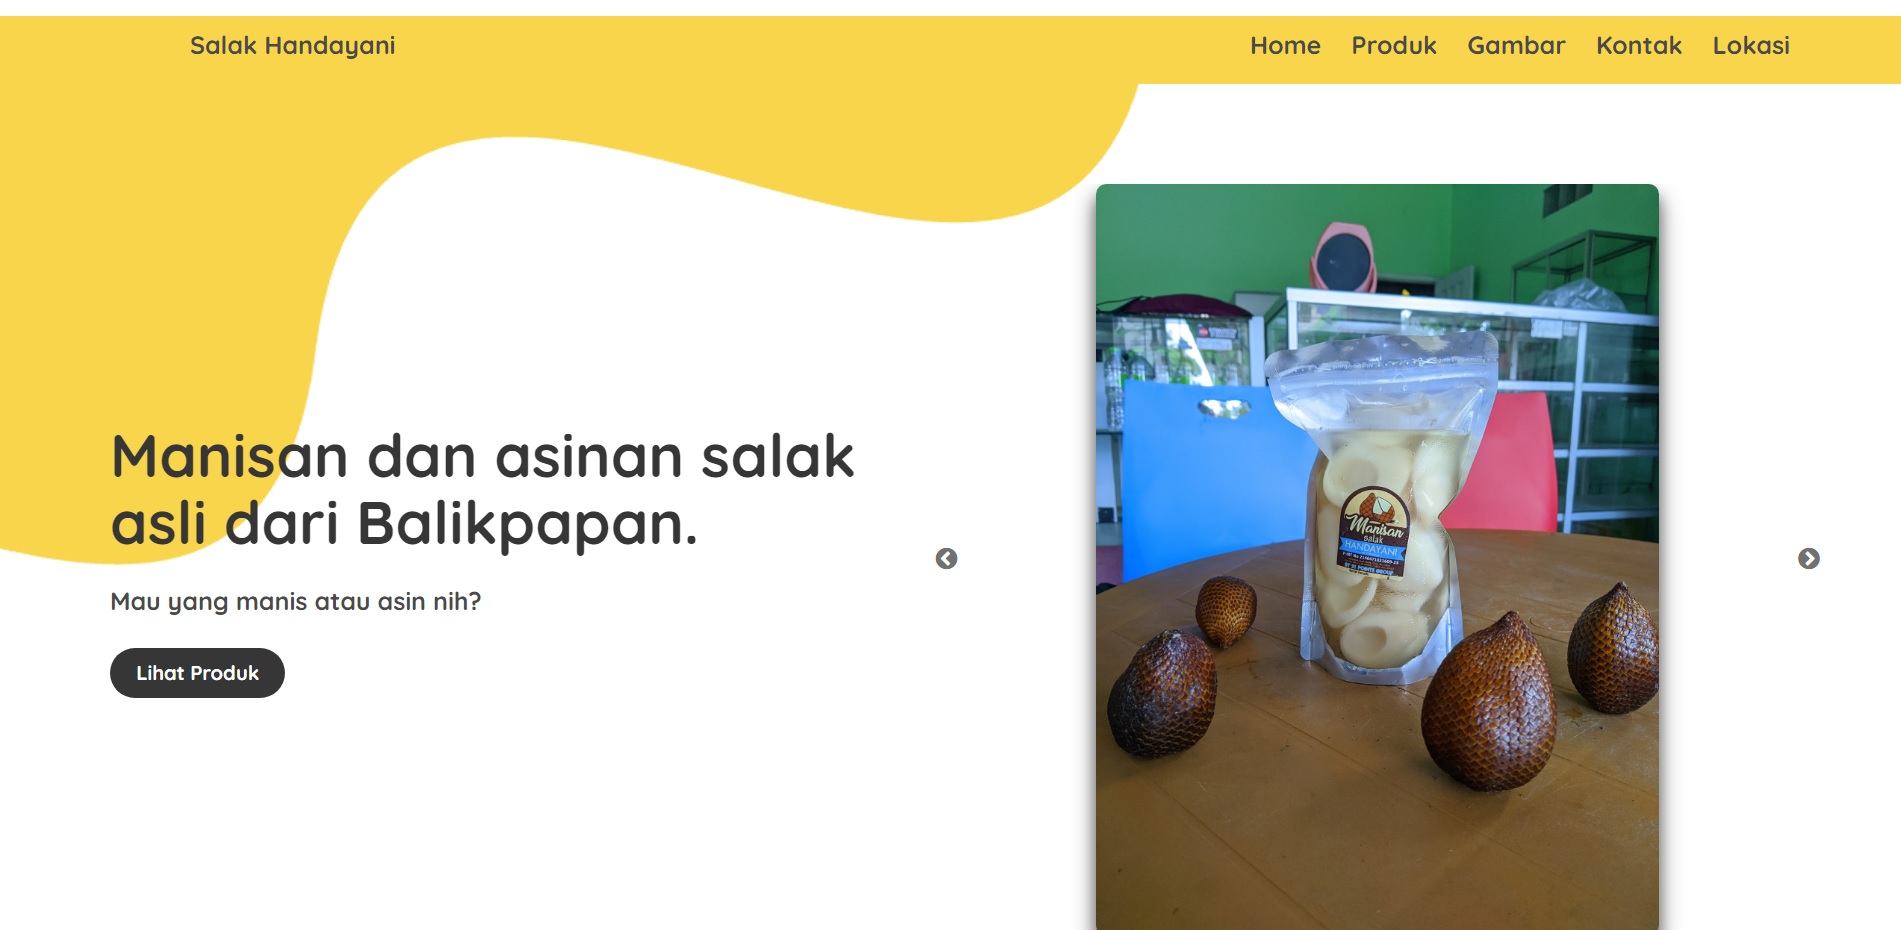 Salak Handayani
Home Produk Gambar Kontak Lokasi
Manisan dan asinan salak
asli dari Balikpapan.
Mau yang manis atau asin nih?
Lihat Produk
Manisan
salak
HANDAYANI